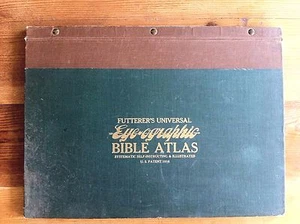 FUTTERER'S UNIVERSAL
Eye-ographic
BIBLE ATLAS
SYSTEMATIC SELF-INSTRUCTING & ILLUSTRATED
U. S. PATENT